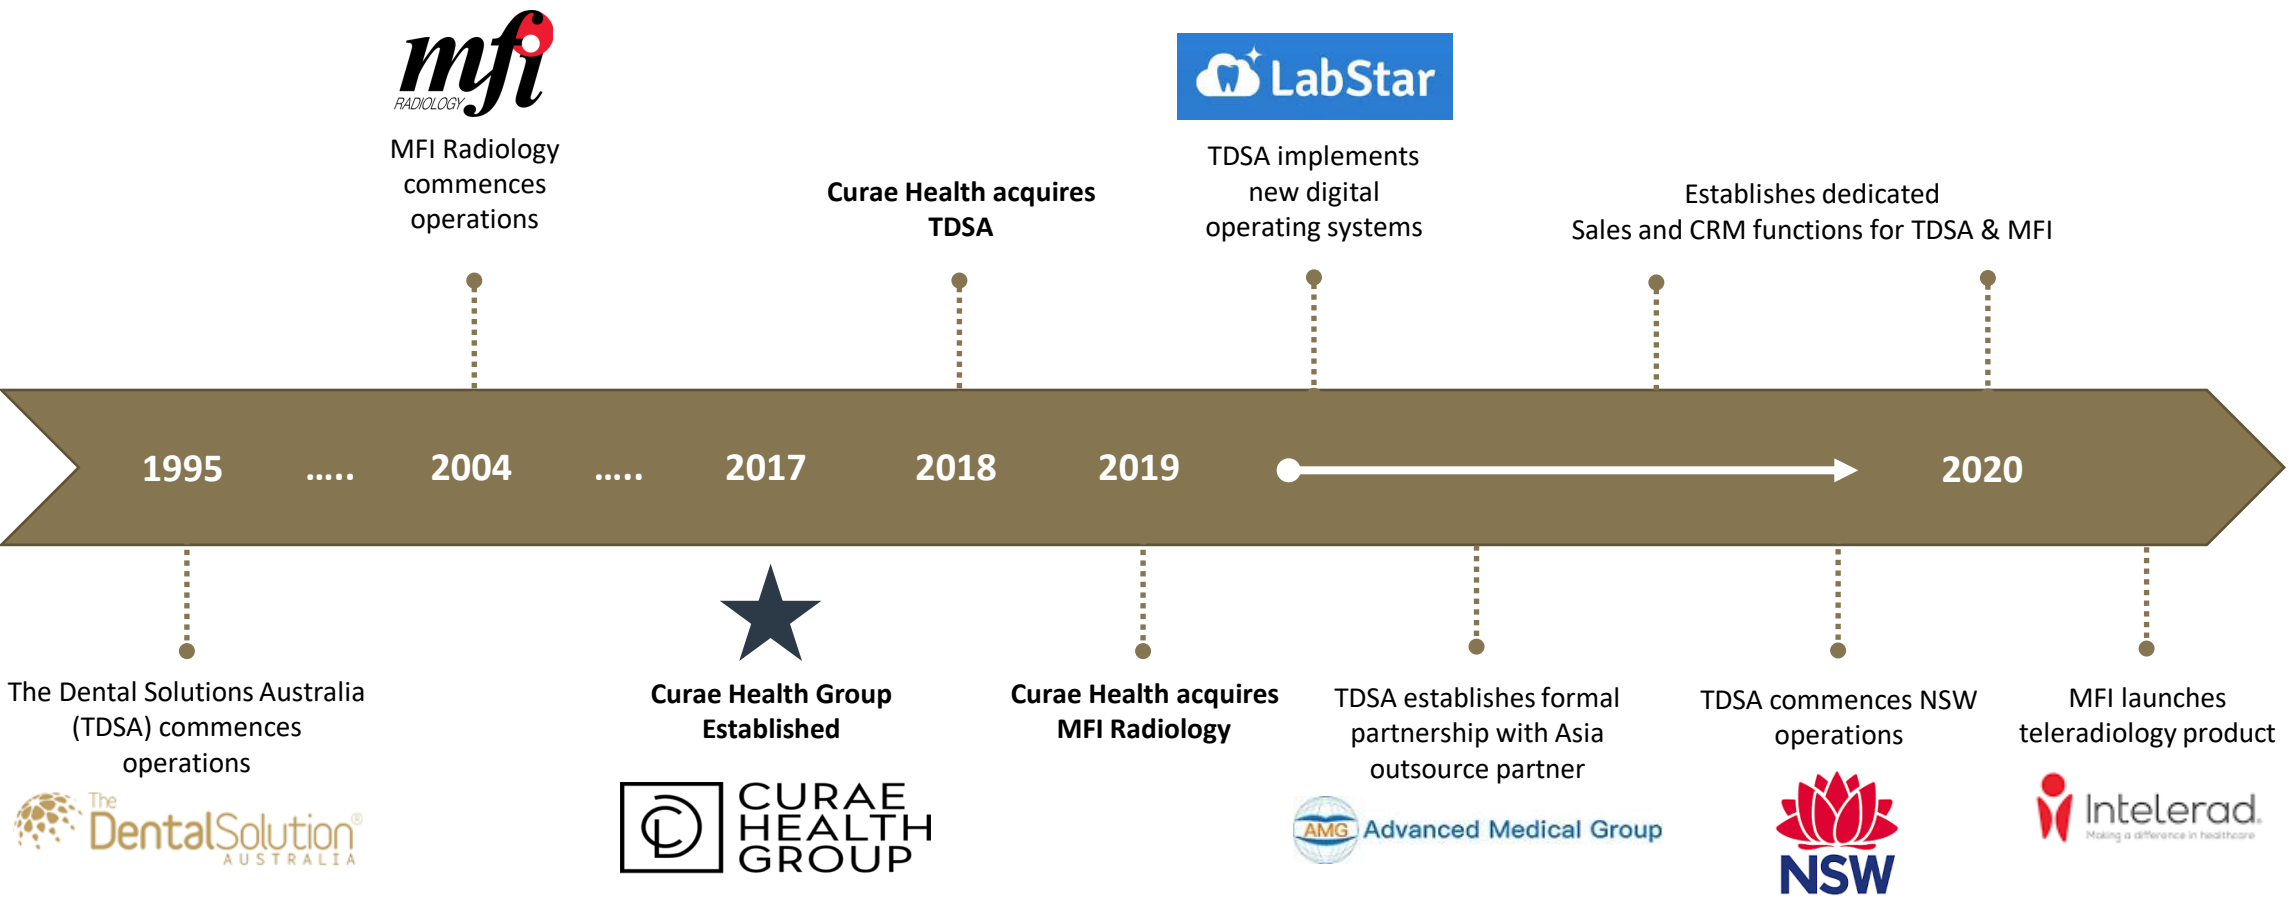 mfi
RADIOLOGY
MFI Radiology
commences
operations
Curae Health acquires
TDSA
LabStar
TDSA implements
new digital
operating systems
Establishes dedicated
Sales and CRM functions for TDSA & MFI
1995
.....
2004
.....
2017
2018
2019
2020
The Dental Solutions Australia
(TDSA) commences
operations
The
DentalSolution®
AUSTRALIA
Curae Health Group
Established
CURAE
HEALTH
GROUP
Curae Health acquires
MFI Radiology
TDSA establishes formal
partnership with Asia
outsource partner
AMG Advanced Medical Group
TDSA commences NSW
operations
NSW
MFI launches
teleradiology product
Intelerad.
Making a difference in healthcare